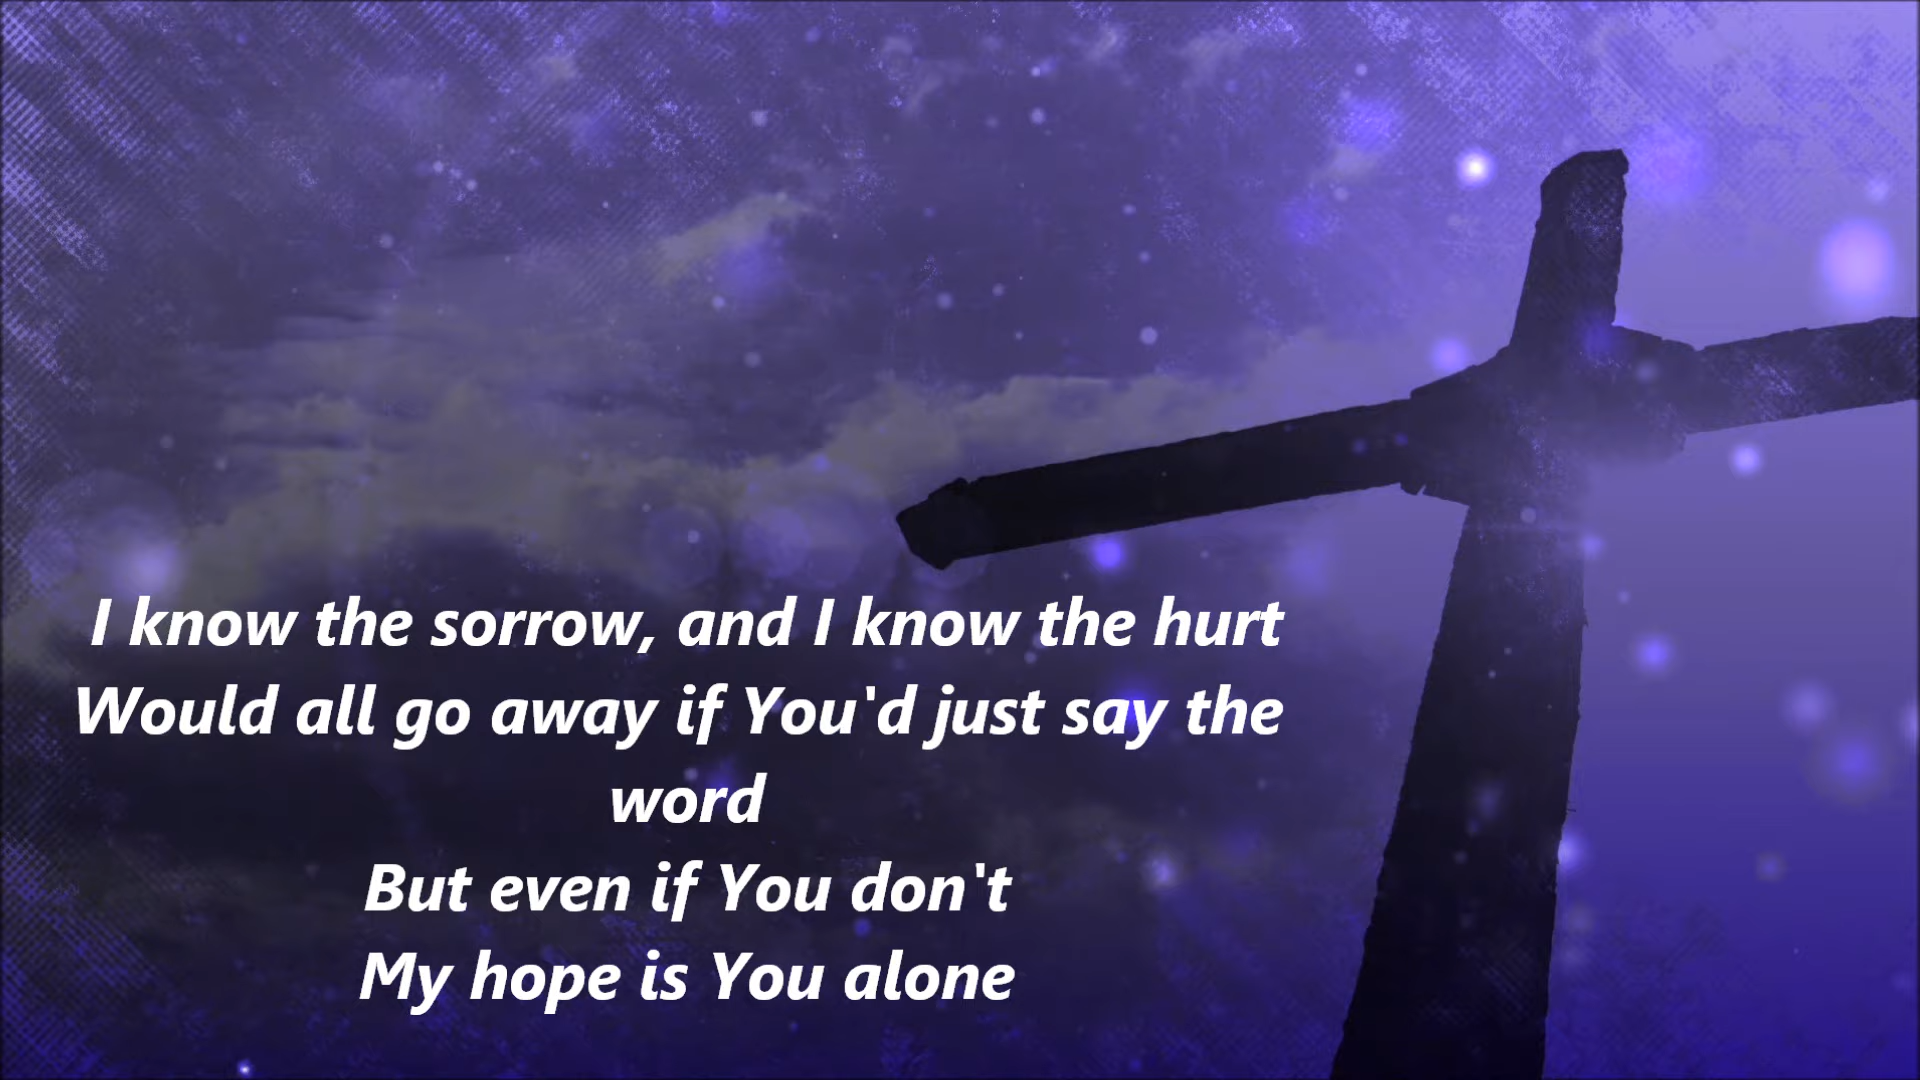 I know the sorrow, and I know the hurt
Would all go away if You'd just say the
word
But even if You don't
My hope is You alone